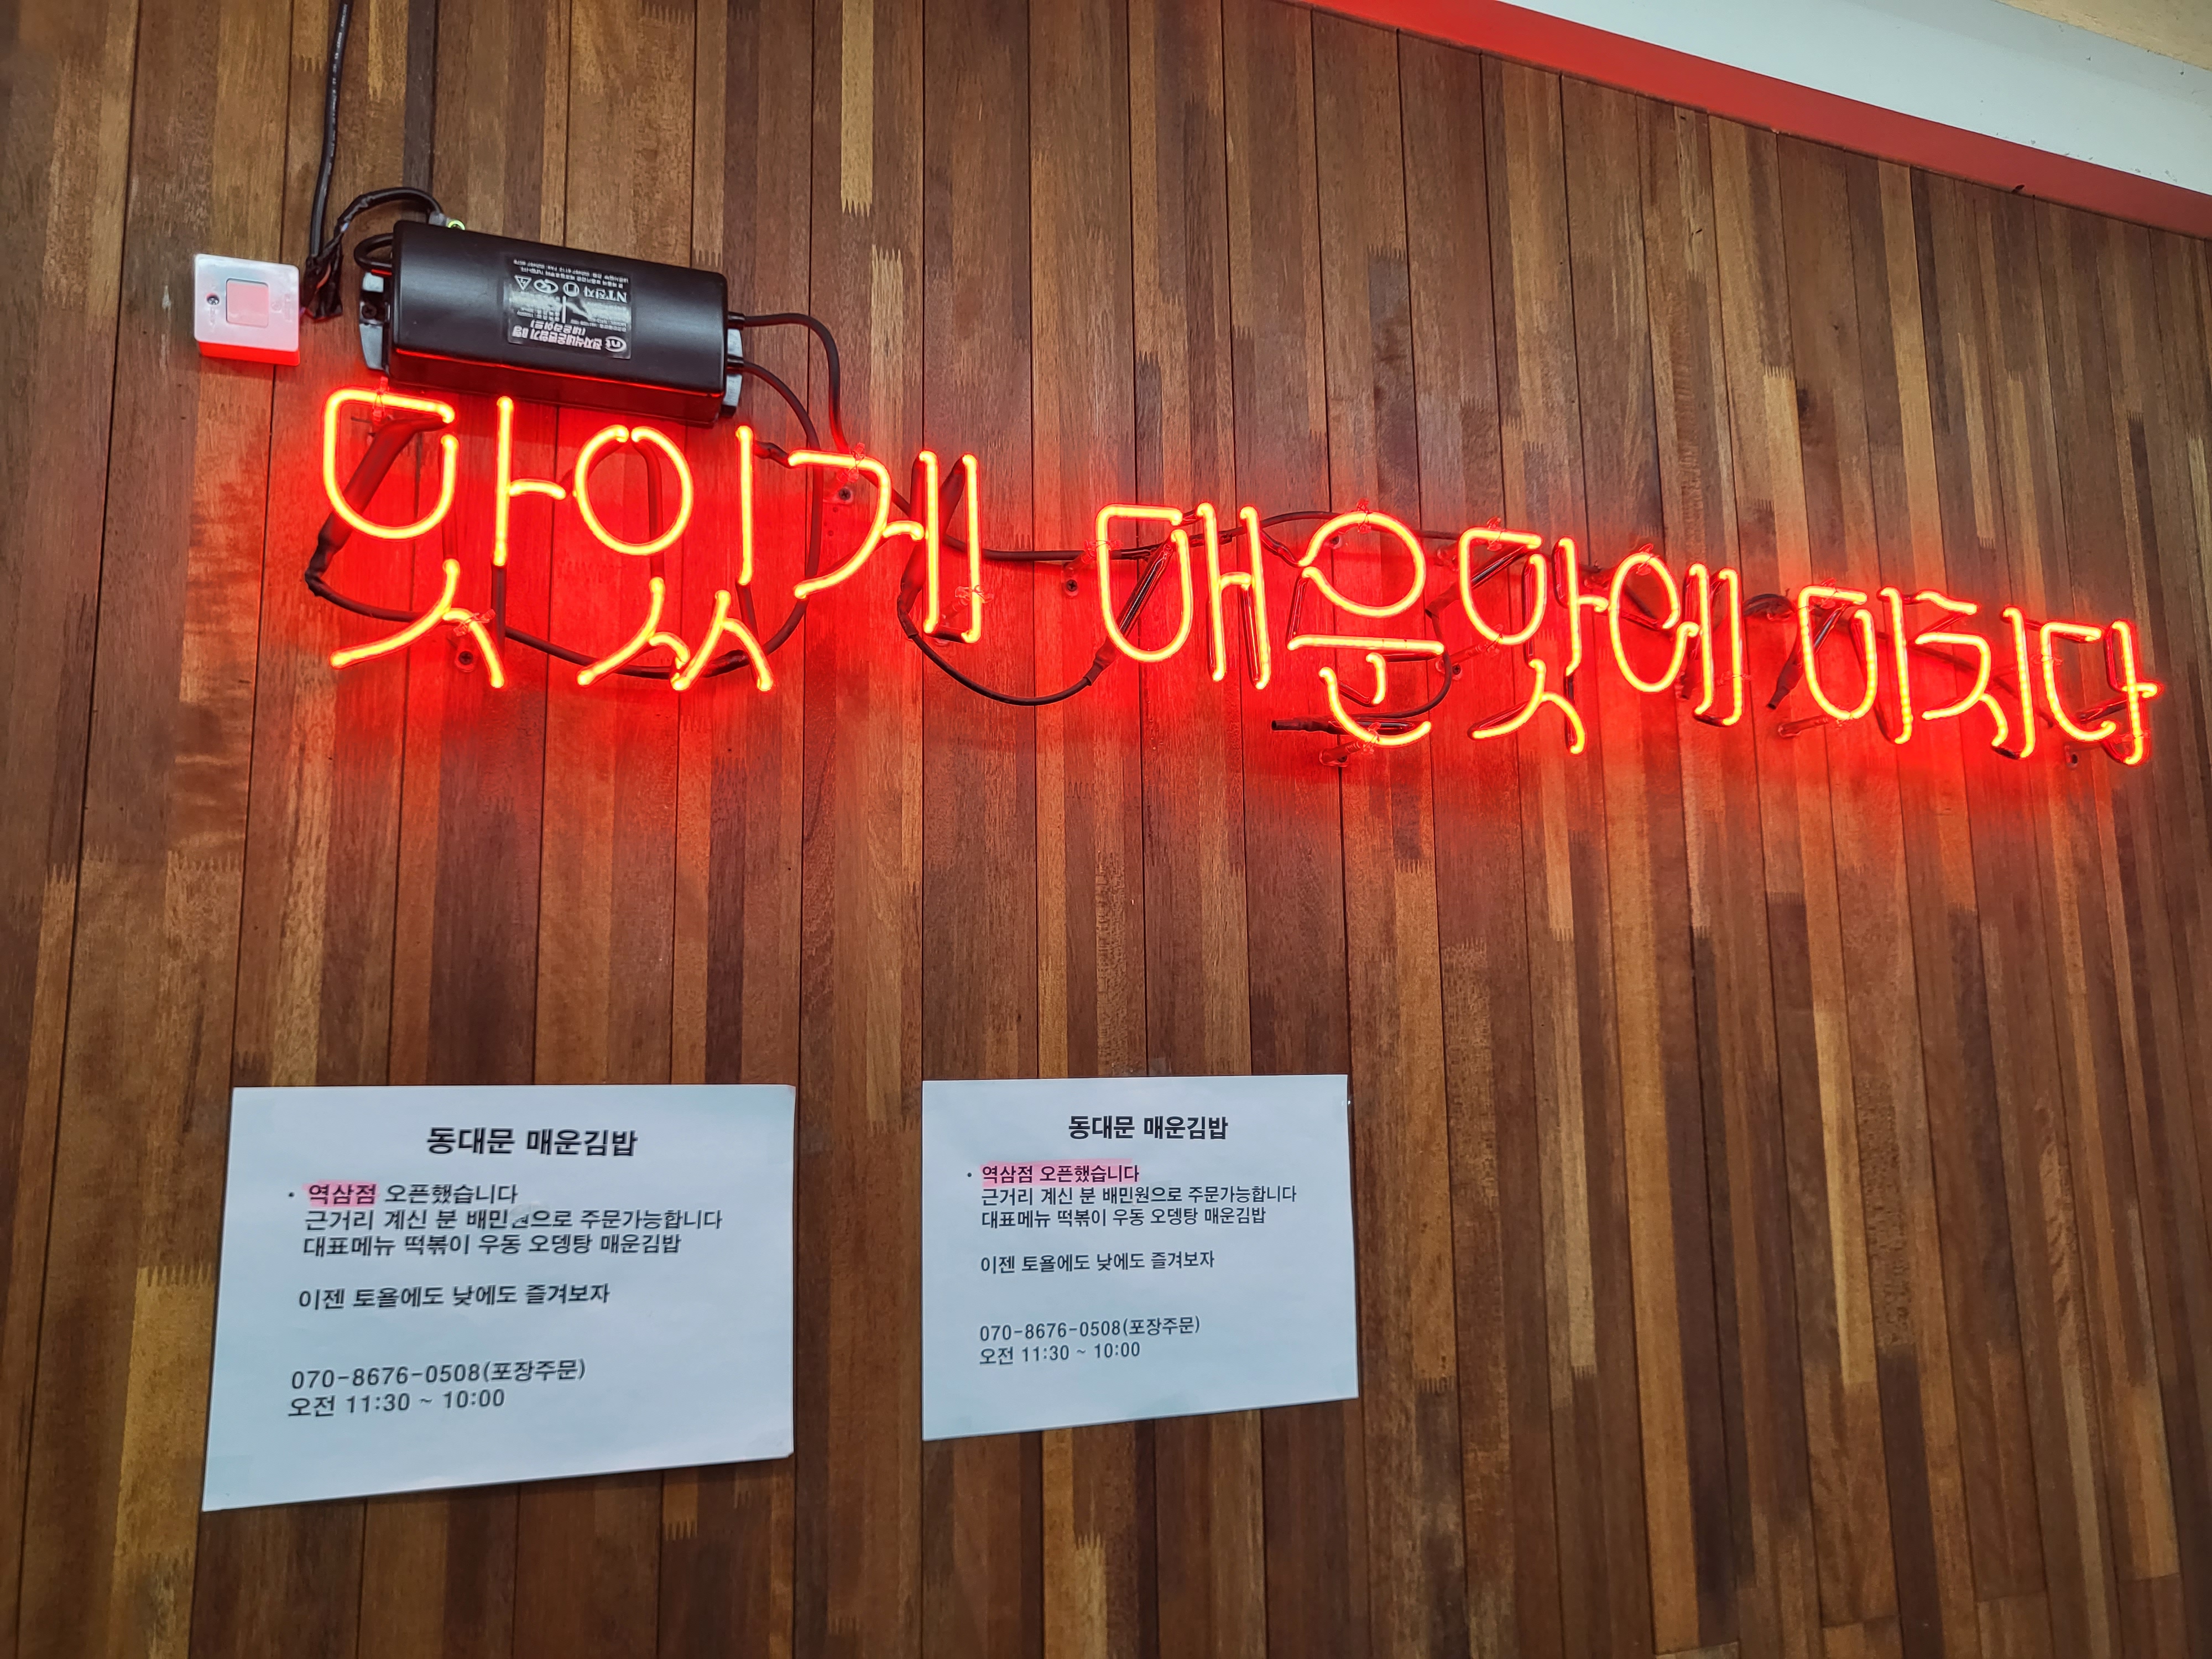 맛있게 매운맛에 미치다
NT전자
동대문 매운김밥
· 역삼점 오픈했습니다
근거리 계신 분 배민원으로 주문가능합니다
대표메뉴 떡볶이 우동 오뎅탕 매운김밥
이젠 토욜에도 낮에도 즐겨보자
070-8676-0508(포장주문)
오전 11:30 ~ 10:00
동대문 매운김밥
· 역삼점 오픈했습니다
근거리 계신 분 배민원으로 주문가능합니다
대표메뉴 떡볶이 우동 오뎅탕 매운김밥
이젠 토욜에도 낮에도 즐겨보자
070-8676-0508(포장주문)
오전 11:30 ~ 10:00